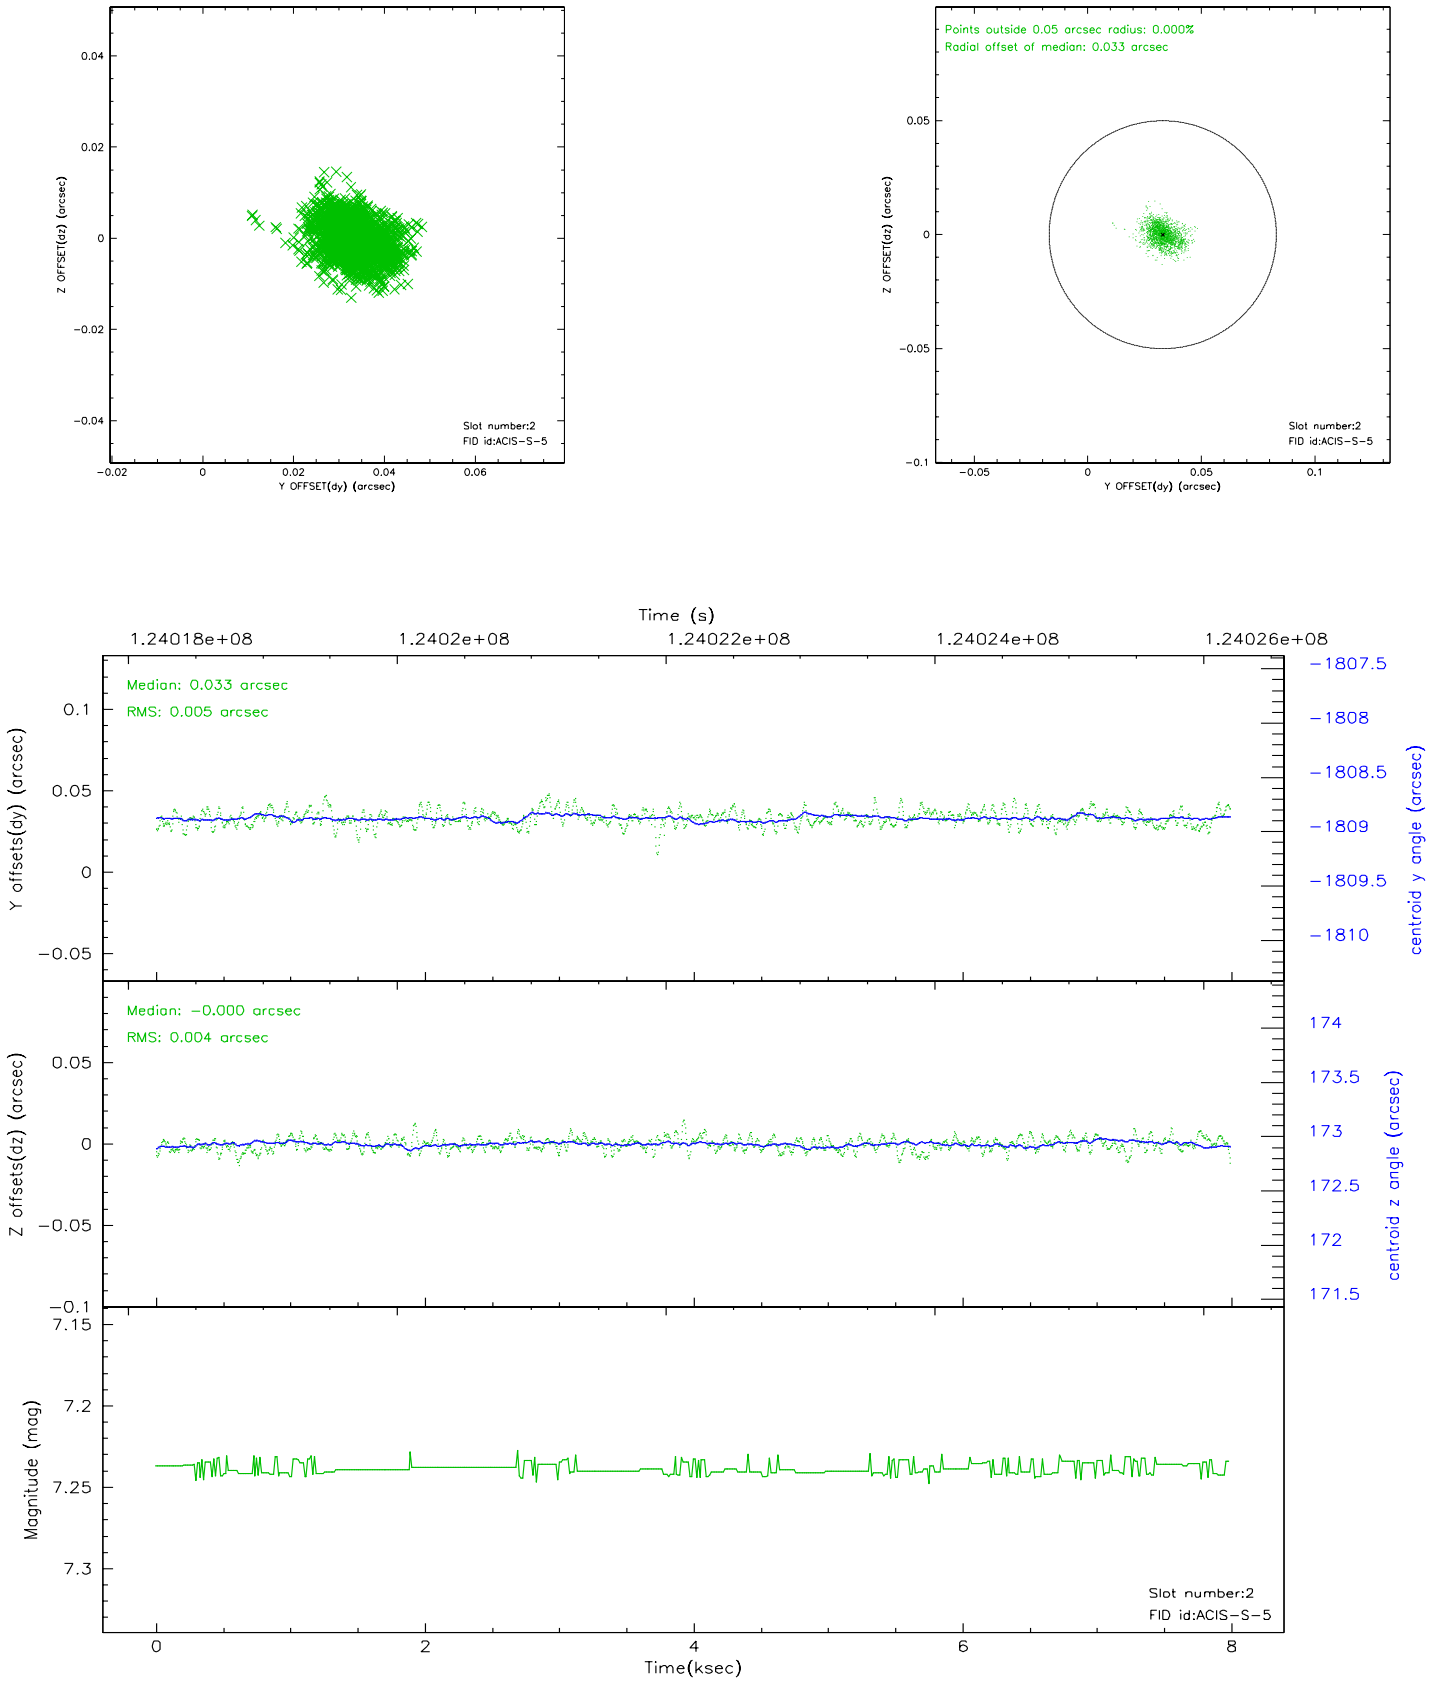 0.04
0.02
0
-0.02
-0.04
Z OFFSET(dz) (arcsec)
Slot number:2
FID id:ACIS-S-5
-0.02
0
0.02
0.04
0.06
Y OFFSET(dy) (arcsec)
Points outside 0.05 arcsec radius: 0.000%
Radial offset of median: 0.033 arcsec
0.05
0
-0.05
-0.1
Z OFFSET(dz) (arcsec)
Slot number:2
FID id:ACIS-S-5
-0.05
0
0.05
0.1
Y OFFSET(dy) (arcsec)
Time (s)
1.24018e+08
1.2402e+08
1.24022e+08
1.24024e+08
1.24026e+08
Median: 0.033 arcsec
RMS: 0.005 arcsec
0.1
0.05
0
-0.05
Y offsets(dy) (arcsec)
-1807.5
-1808
-1808.5
-1809
-1809.5
-1810
centroid y angle (arcsec)
Median: -0.000 arcsec
RMS: 0.004 arcsec
0.05
0
-0.05
-0.1
Z offsets(dz) (arcsec)
174
173.5
173
172.5
172
171.5
centroid z angle (arcsec)
7.15
7.2
7.25
7.3
Magnitude (mag)
Slot number:2
FID id:ACIS-S-5
0
2
4
6
8
Time(ksec)